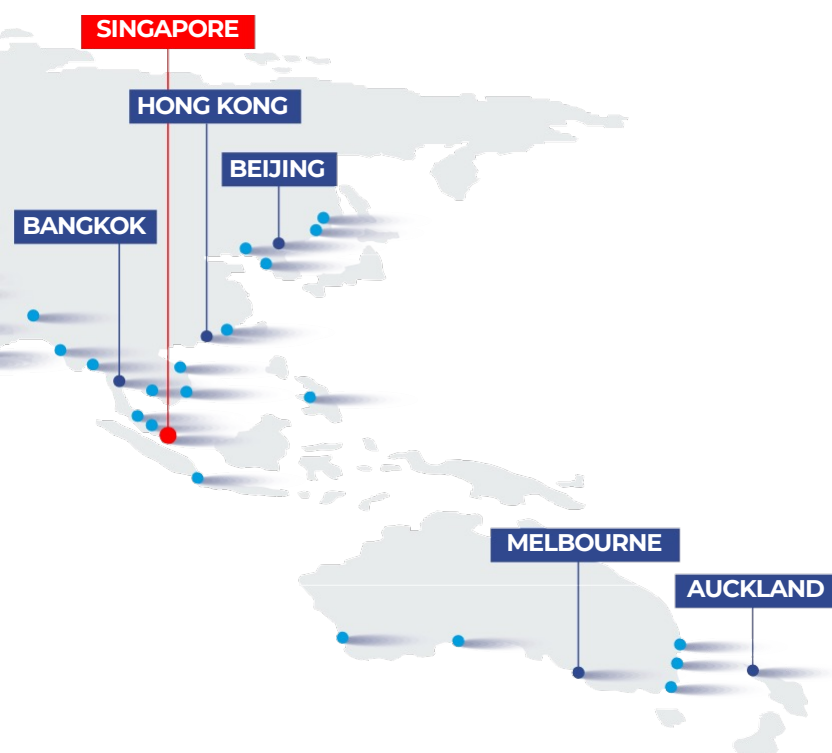 SINGAPORE
HONG KONG
BEIJING
BANGKOK
MELBOURNE
AUCKLAND